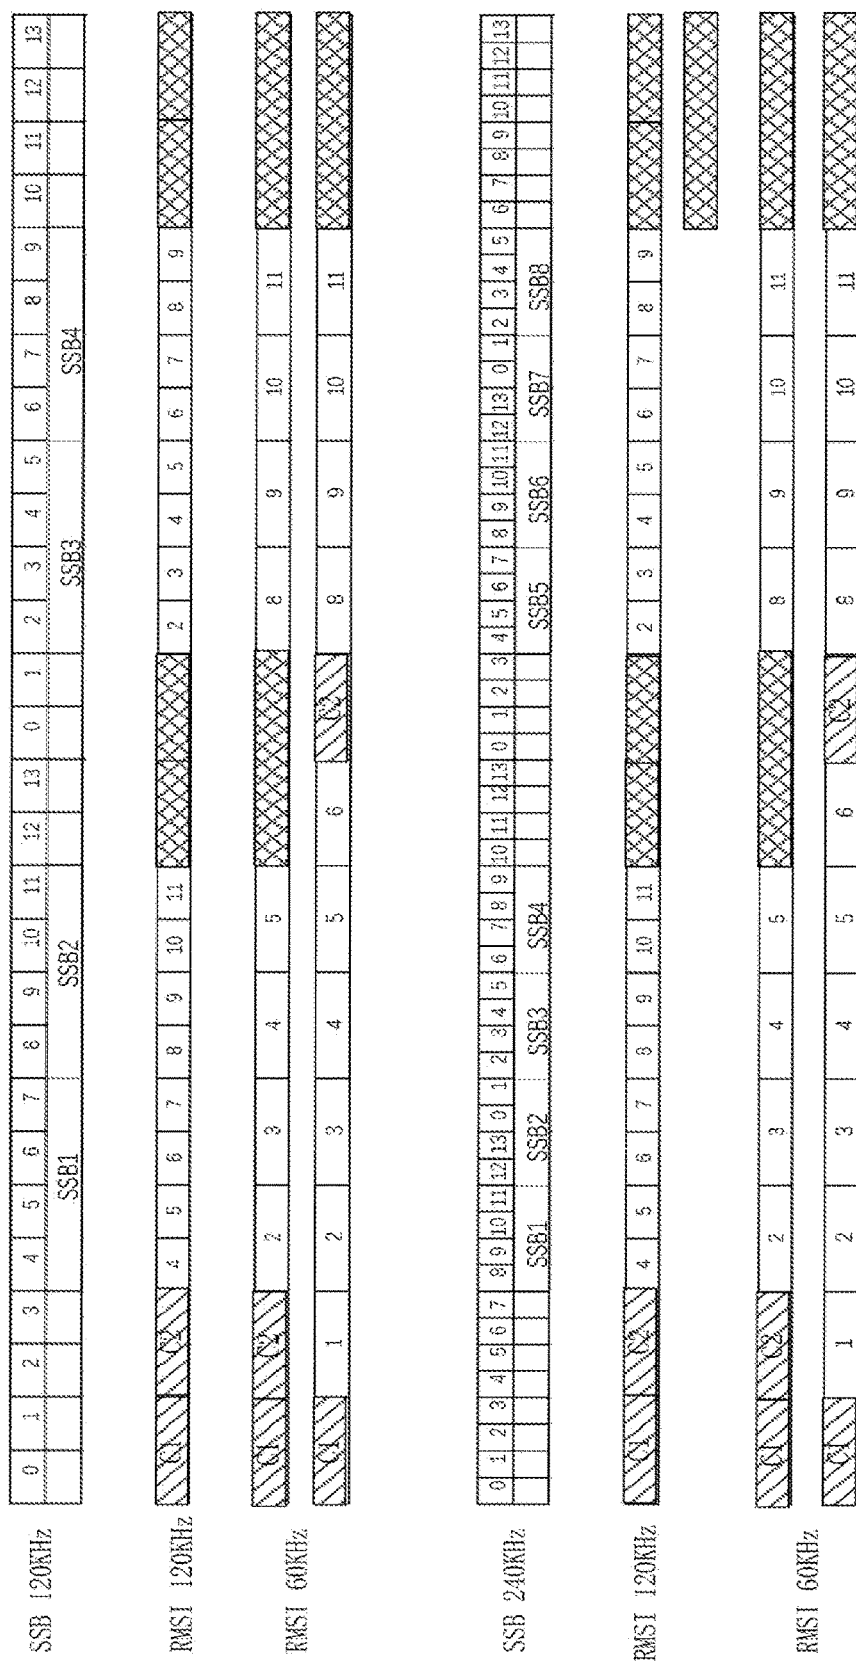 SSB 120KHz 0 1 2 3 4 5 6 7 8 9 10 11 12 13 0 1 2 3 4 5 6 7 8 9 10 11 12 13
SSB1 SSB2 SSB3 SSB4
RMSI 120KHz C1 C2 4 5 6 7 8 9 10 11 2 3 4 5 6 7 8 9
RMSI 60KHz C1 C2 2 3 4 5 8 9 10 11
C1 1 2 3 4 5 6 C2 8 9 10 11
SSB 240KHz 0 1 2 3 4 5 6 7 8 9 10 11 12 13 0 1 2 3 4 5 6 7 8 9 10 11 12 13 0 1 2 3 4 5 6 7 8 9 10 11 12 13 0 1 2 3 4 5 6 7 8 9 10 11 12 13
SSB1 SSB2 SSB3 SSB4 SSB5 SSB6 SSB7 SSB8
RMSI 120KHz C1 C2 4 5 6 7 8 9 10 11 2 3 4 5 6 7 8 9
RMSI 60KHz C1 C2 2 3 4 5 8 9 10 11
C1 1 2 3 4 5 6 C2 8 9 10 11